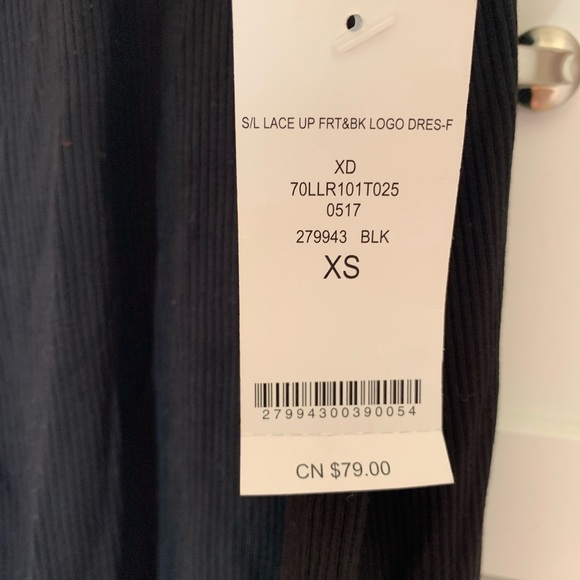 S/L LACE UP FRT&BK LOGO DRES-F
XD
70LLR101T025
0517
279943 BLK
XS
27994300390054
CN $79.00